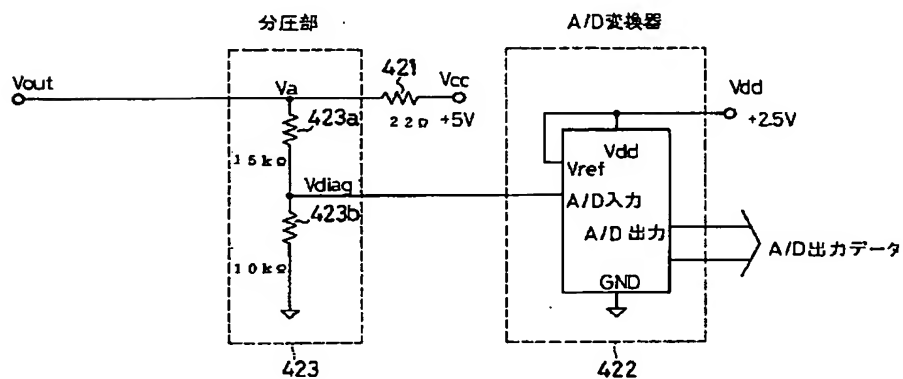 分圧部
A/D変換器
Vout
Va
421
Vcc
22Ω
+5V
423a
15kΩ
Vdiag
423b
10kΩ
423
Vdd
+2.5V
Vdd
Vref
A/D入力
A/D 出力
A/D出力データ
GND
422